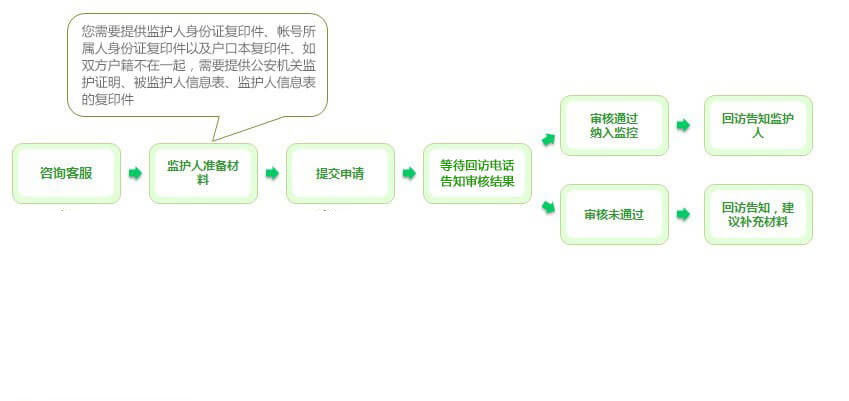 您需要提供监护人身份证复印件、帐号所
属人身份证复印件以及户口本复印件、如
双方户籍不在一起，需要提供公安机关监
护证明、被监护人信息表、监护人信息表
的复印件
咨询客服
监护人准备材
料
提交申请
等待回访电话
告知审核结果
审核通过
纳入监控
回访告知监护
人
审核未通过
回访告知，建
议补充材料